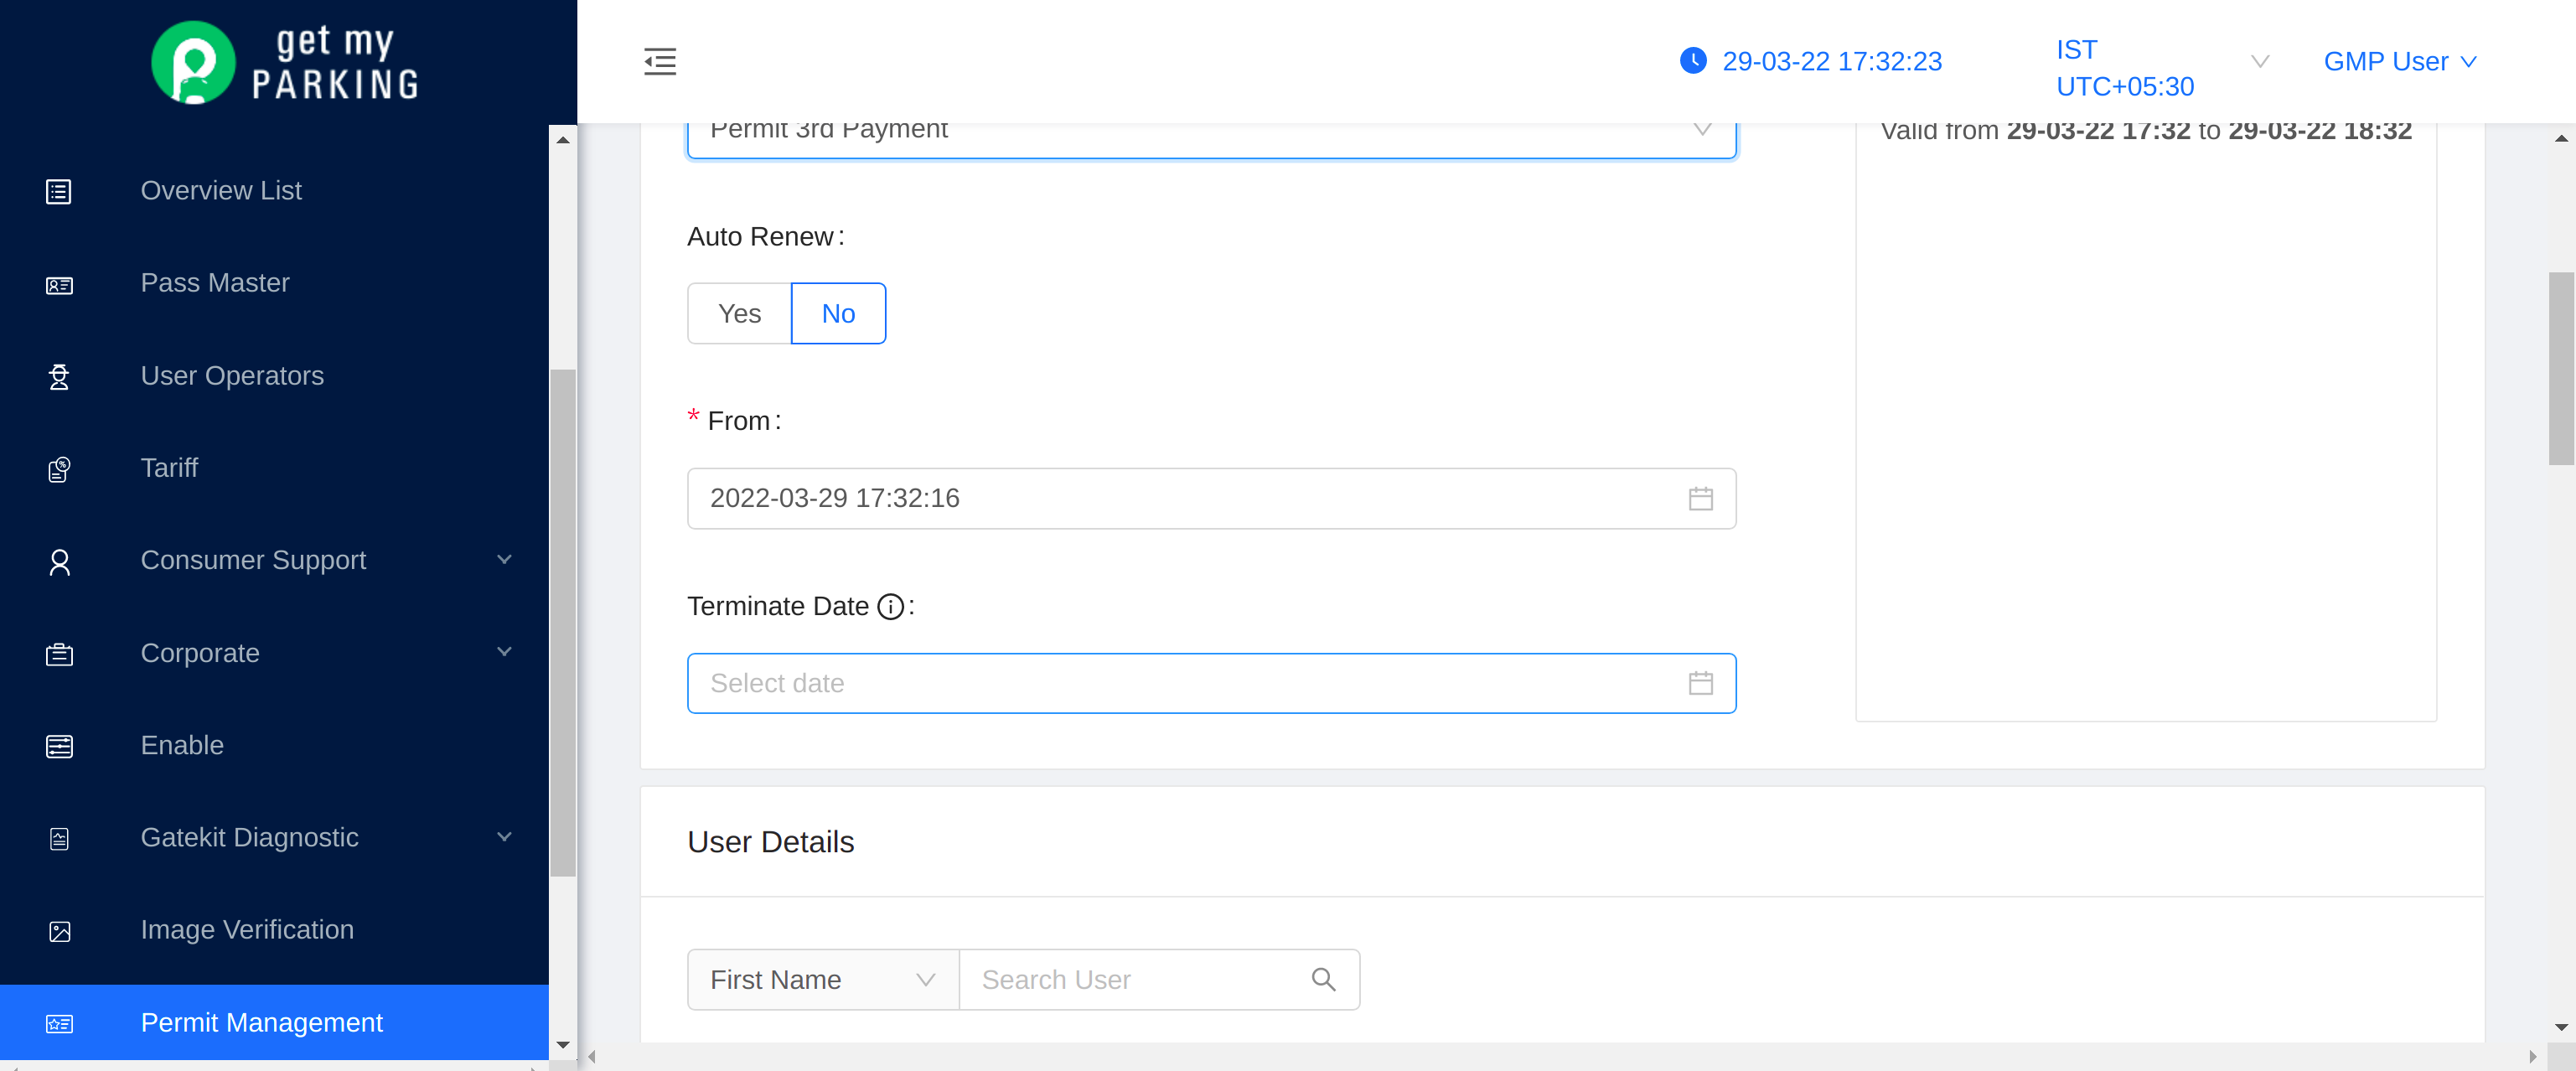 get my
PARKING
29-03-22 17:32:23
IST
UTC+05:30
GMP User
Overview List
Pass Master
User Operators
Tariff
Consumer Support
Corporate
Enable
Gatekit Diagnostic
Image Verification
Permit Management
Permit 3rd Payment
Valid from 29-03-22 17:32 to 29-03-22 18:32
Auto Renew:
Yes
No
* From:
2022-03-29 17:32:16
Terminate Date :
Select date
User Details
First Name
Search User